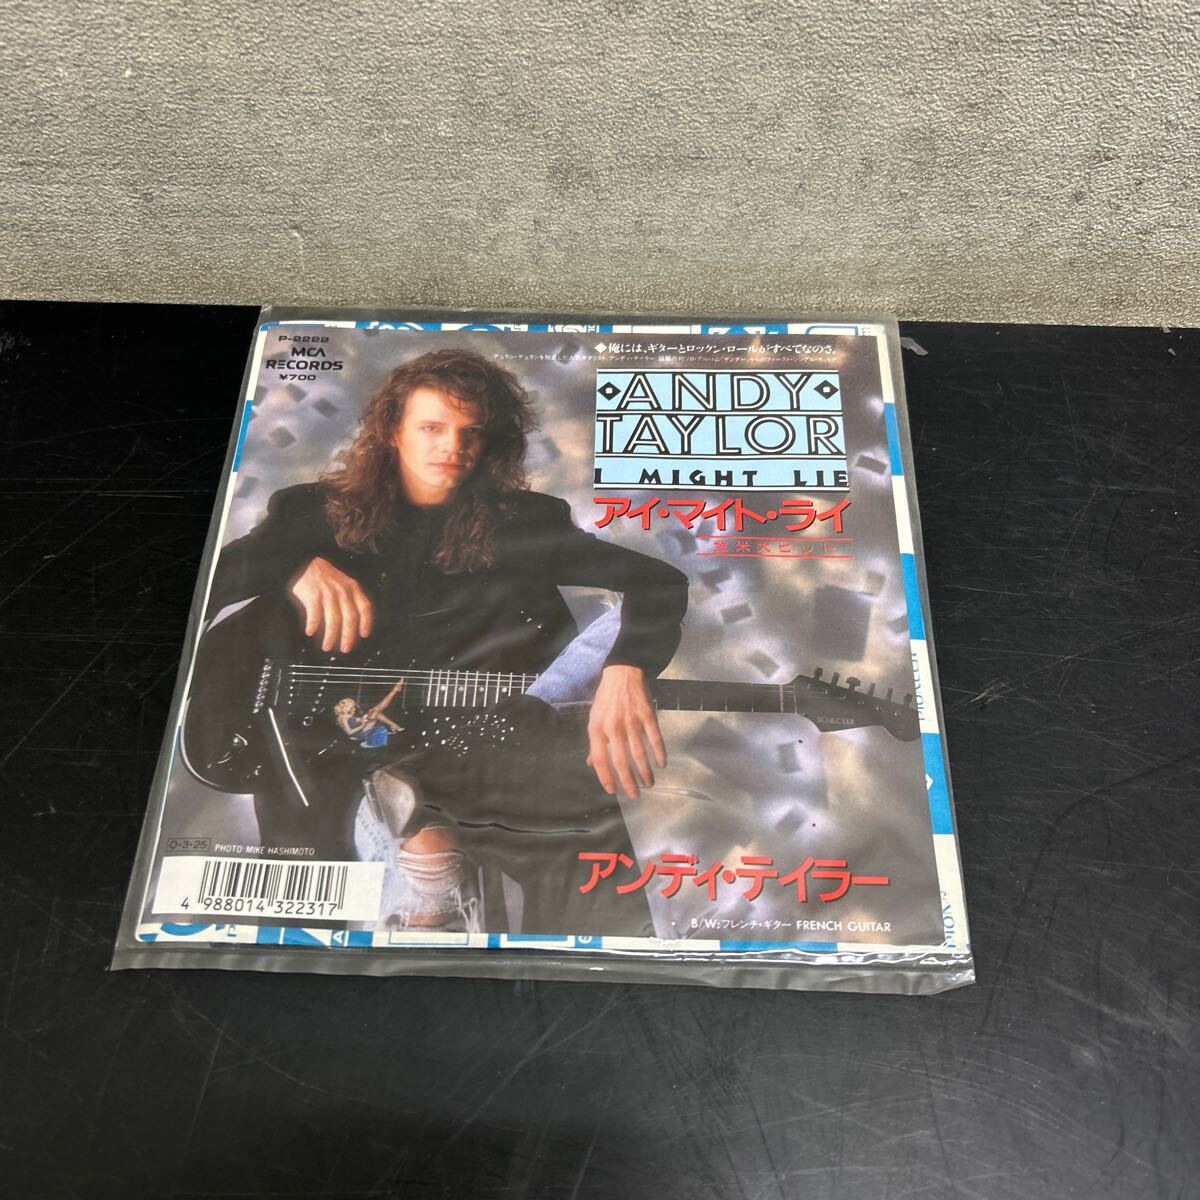 P-2222
MCA
RECORDS
¥700
◆俺には、ギターとロックン・ロールがすべてなのさ。
ANDY
TAYLOR
I MIGHT LIE
アイ・マイト・ライ
全米大ヒット
SCHECTER
O・3・25 PHOTO: MIKE HASHIMOTO
4 988014 322317
アンディ・テイラー
B/W:フレンチ・ギター FRENCH GUITAR
PIONEER